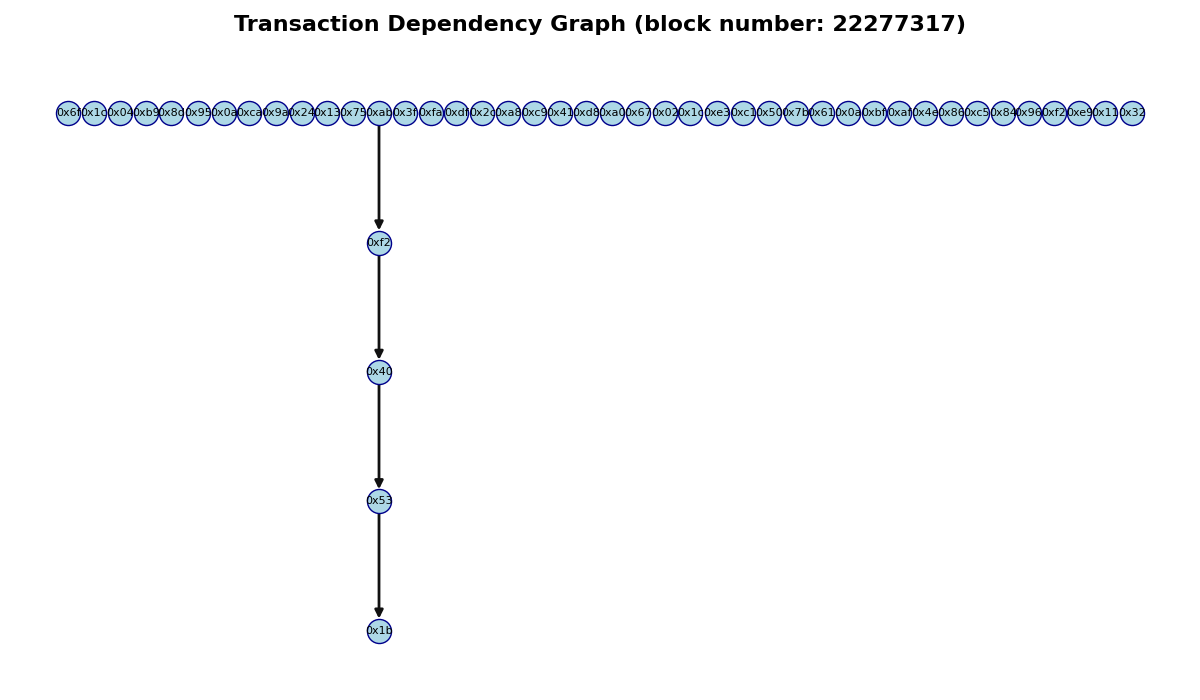 Transaction Dependency Graph (block number: 22277317)
0x6f 0x1c 0x04 0xb9 0x8d 0x95 0x0a 0xca 0x9a 0x24 0x13 0x75 0xab 0x3f 0xfa 0xdf 0x2c 0xa8 0xc9 0x41 0xd8 0xa0 0x67 0x02 0x1c 0xe3 0xc1 0x50 0x7b 0x61 0x0a 0xbf 0xaf 0x4e 0x86 0xc5 0x84 0x96 0xf2 0xe9 0x11 0x32
0xf2
0x40
0x53
0x1b